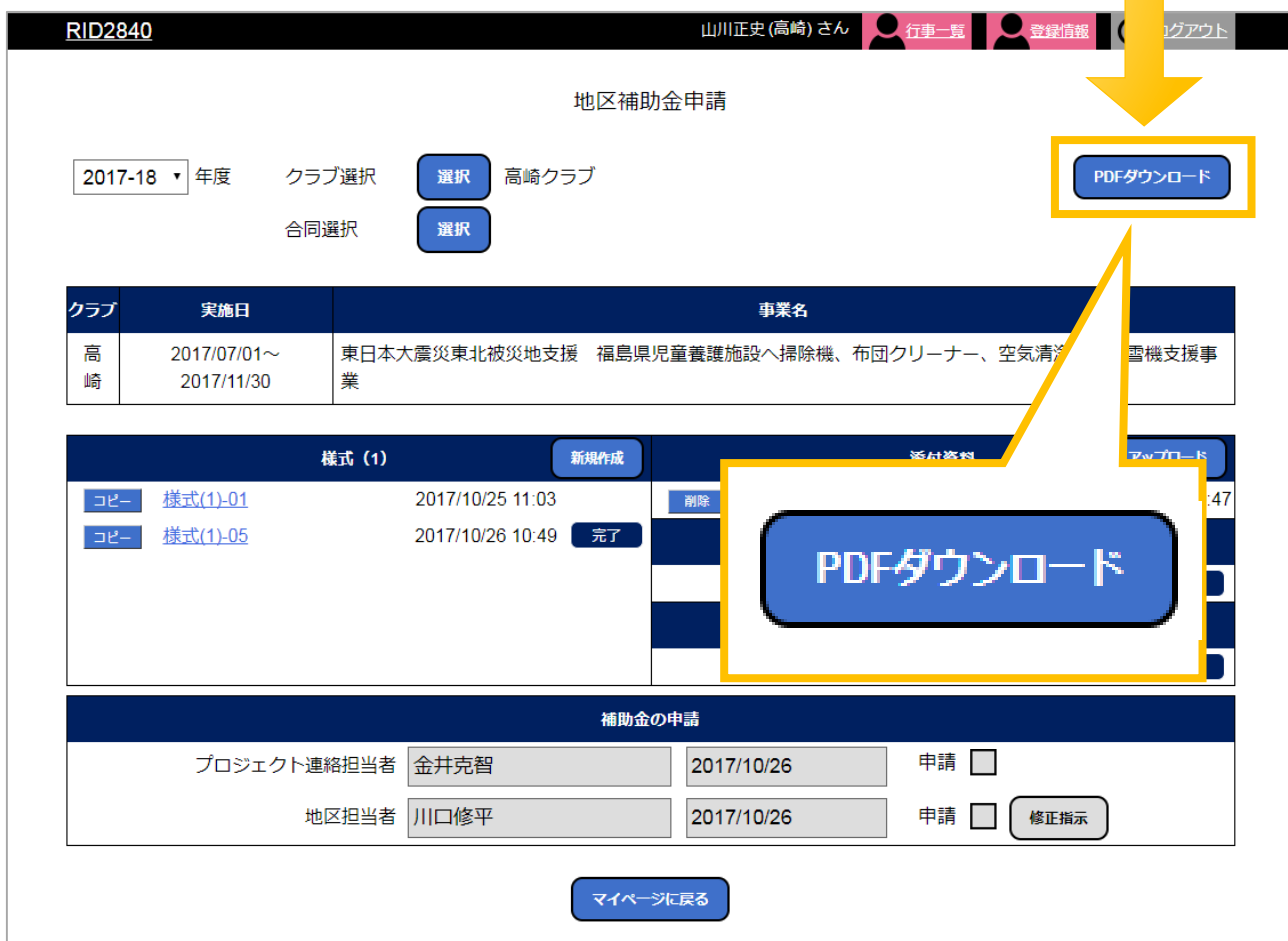 RID2840 山川正史(高崎) さん 行事一覧 登録情報 ログアウト
地区補助金申請
2017-18 年度 クラブ選択 選択 高崎クラブ PDFダウンロード
合同選択 選択
クラブ 実施日 事業名
高崎 2017/07/01～ 東日本大震災東北被災地支援 福島県児童養護施設へ掃除機、布団クリーナー、空気清 雪機支援事
2017/11/30 業
様式（1） 新規作成 添付資料 アップロード
コピー 様式(1)-01 2017/10/25 11:03 削除 :47
コピー 様式(1)-05 2017/10/26 10:49 完了
PDFダウンロード
補助金の申請
プロジェクト連絡担当者 金井克智 2017/10/26 申請
地区担当者 川口修平 2017/10/26 申請 修正指示
マイページに戻る